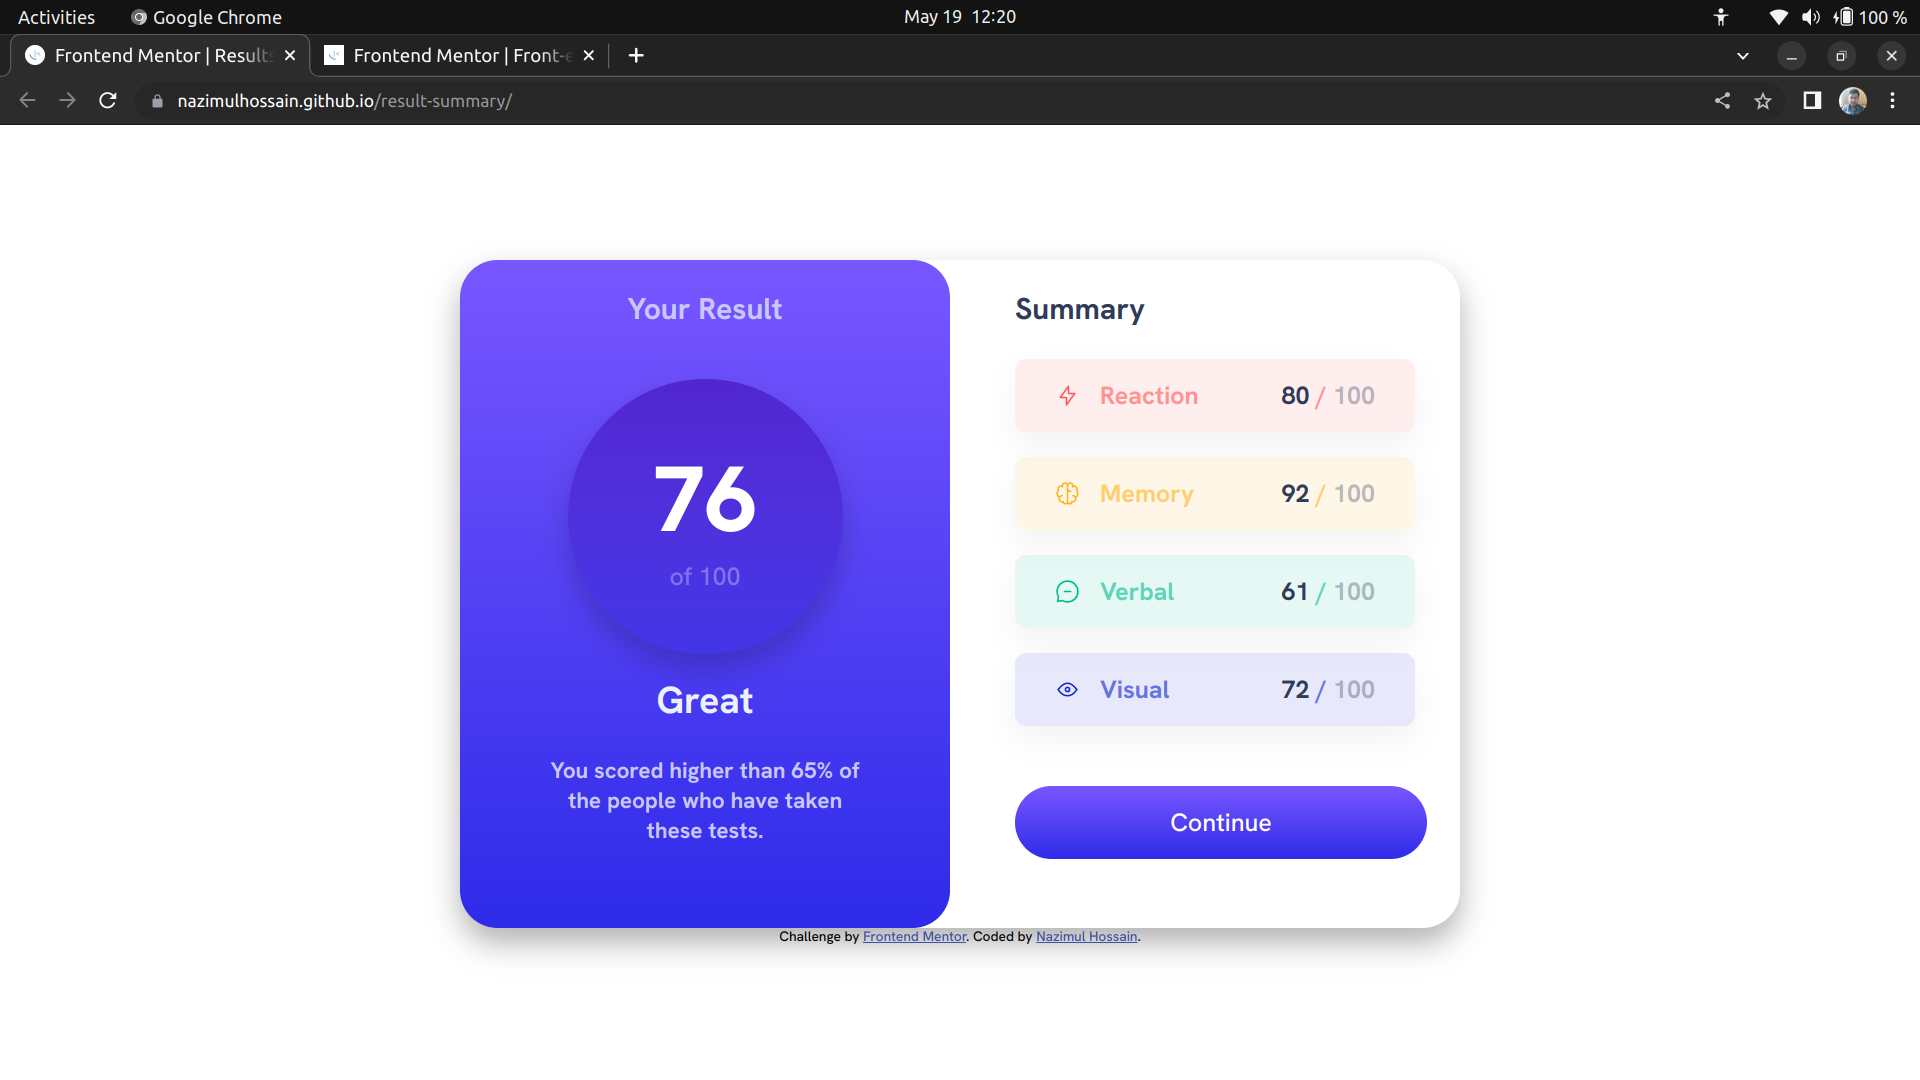 Activities Google Chrome May 19 12:20 100 %
Frontend Mentor | Results Frontend Mentor | Front-e
nazimulhossain.github.io/result-summary/
Your Result
76
of 100
Great
You scored higher than 65% of
the people who have taken
these tests.
Summary
Reaction 80 / 100
Memory 92 / 100
Verbal 61 / 100
Visual 72 / 100
Continue
Challenge by Frontend Mentor. Coded by Nazimul Hossain.